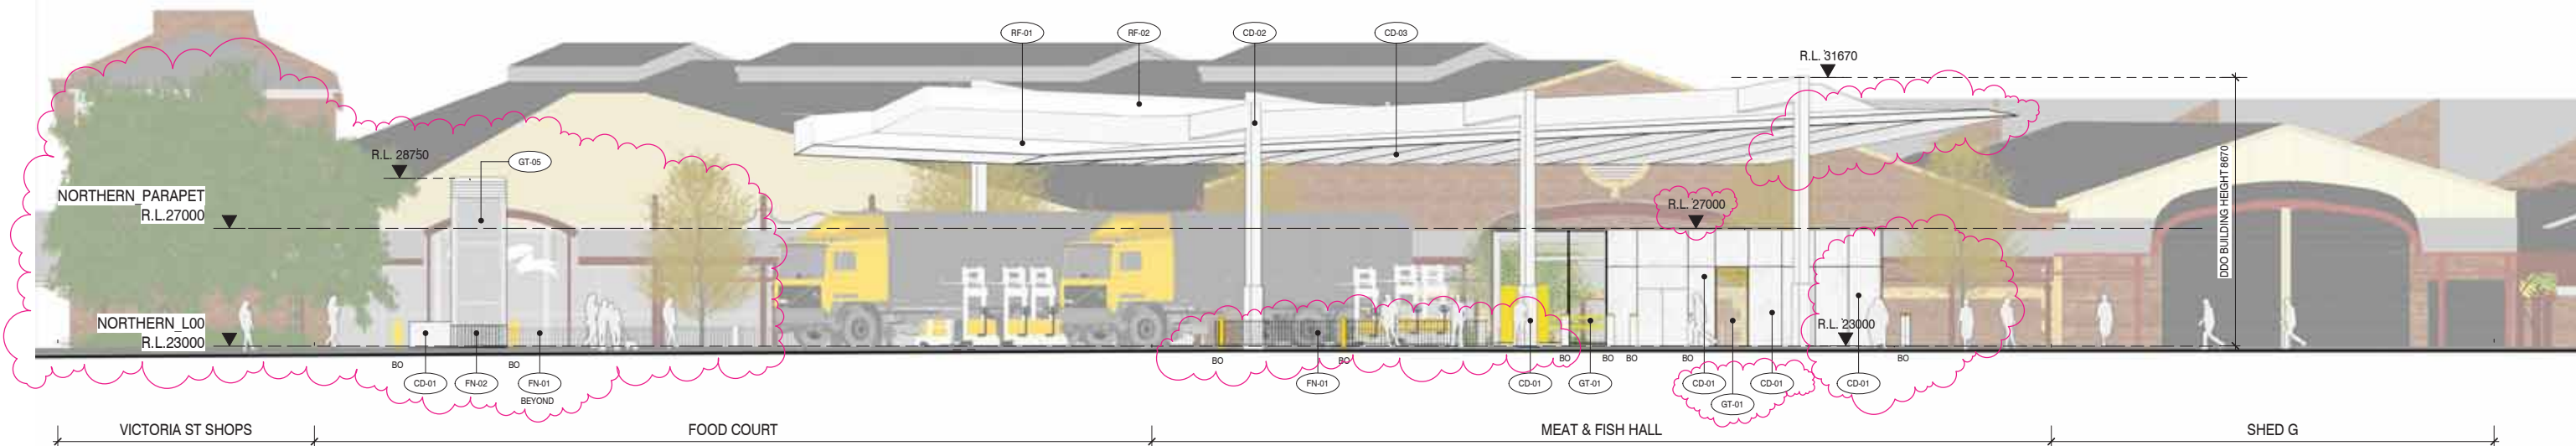 RF-01
RF-02
CD-02
CD-03
R.L. 31670
R.L. 28750
GT-05
NORTHERN_PARAPET
R.L.27000
R.L. 27000
DDO BUILDING HEIGHT 8670
NORTHERN_L00
R.L.23000
R.L. 23000
BO
BO
BO
BO
BO
BO
BO
BO
BO
CD-01
FN-02
FN-01
BEYOND
FN-01
CD-01
GT-01
CD-01
GT-01
CD-01
CD-01
VICTORIA ST SHOPS
FOOD COURT
MEAT & FISH HALL
SHED G